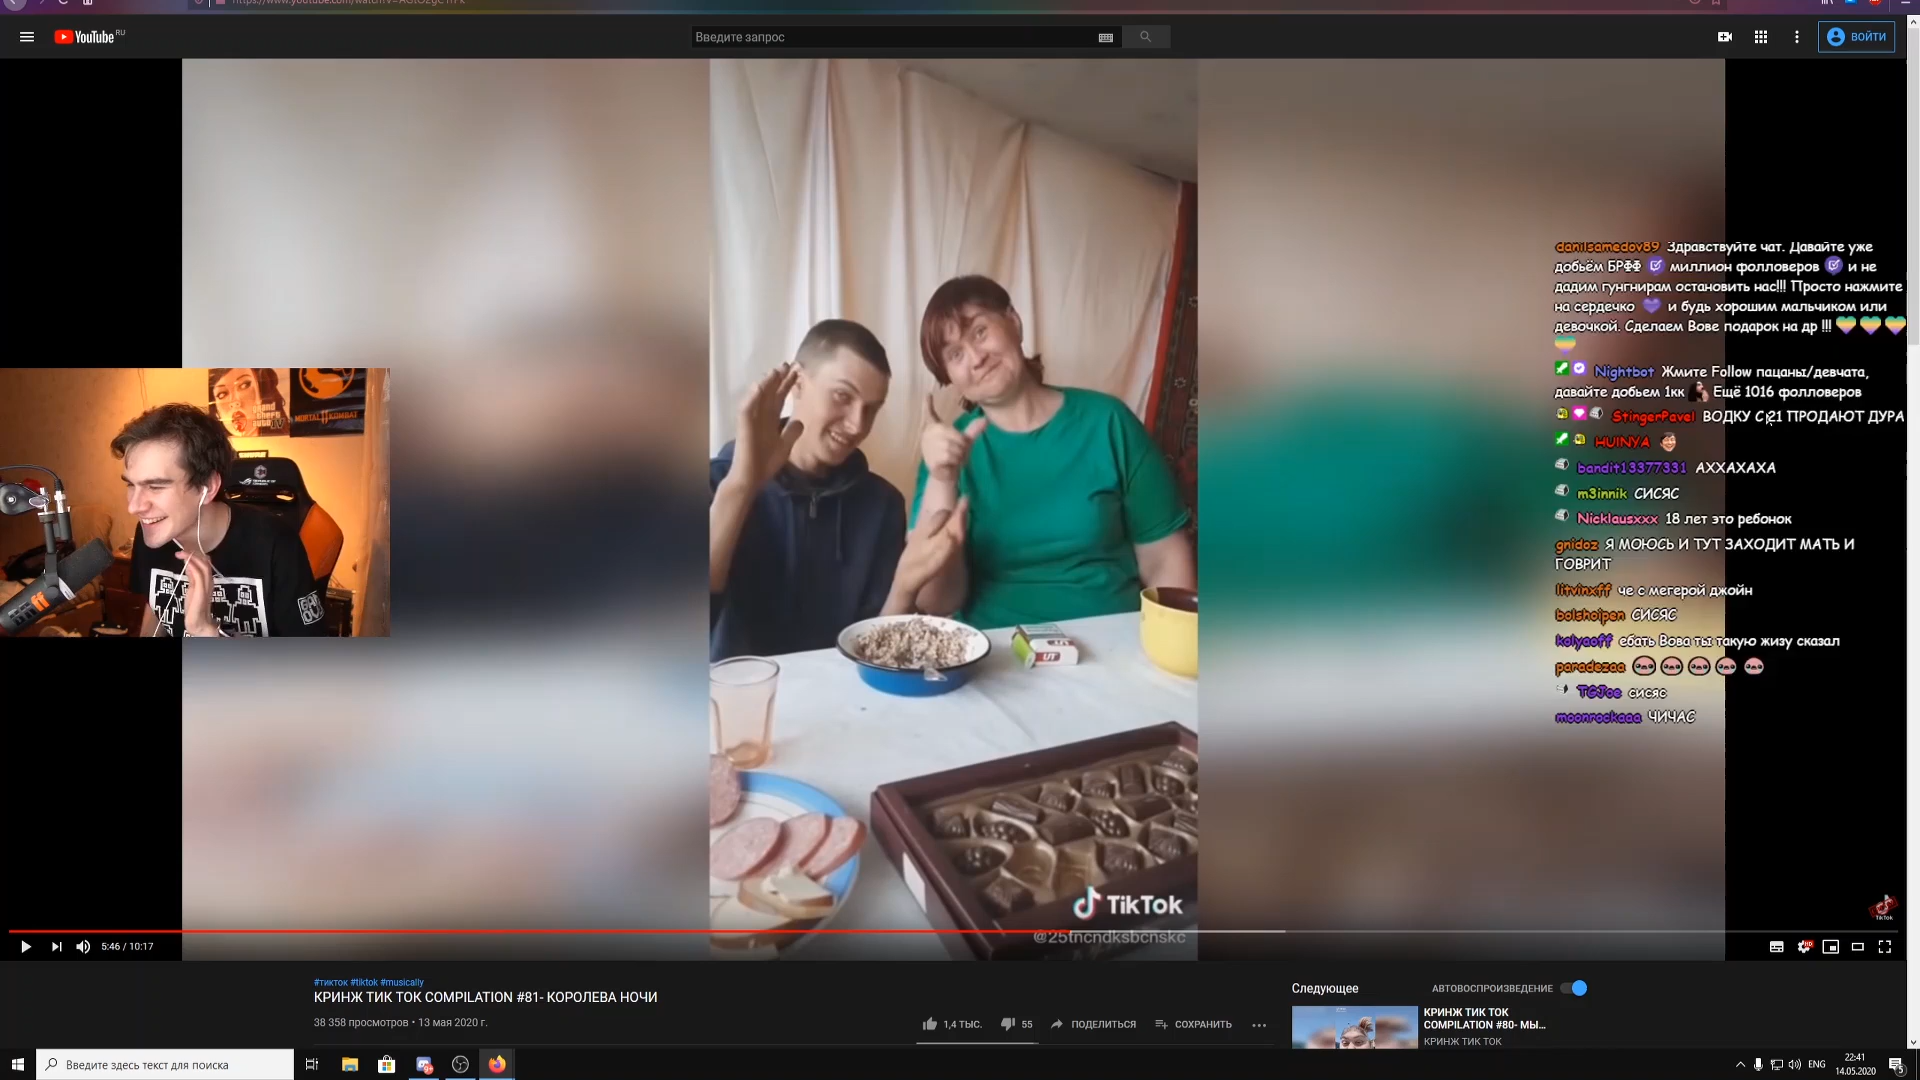 YouTube RU
Введите запрос
ВОЙТИ
danilsamedov89 Здравствуйте чат. Давайте уже
добьём БРФФ миллион фолловеров и не
дадим гунгнирам остановить нас!!! Просто нажмите
на сердечко и будь хорошим мальчиком или
девочкой. Сделаем Вове подарок на др !!!
Nightbot Жмите Follow пацаны/девчата,
давайте добьем 1кк Ещё 1016 фолловеров
StingerPavel ВОДКУ С 21 ПРОДАЮТ ДУРА
HUINYA
bandit13377331 АХХАХАХА
m3innik СИСЯС
Nicklausxxx 18 лет это ребонок
gnidoz Я МОЮСЬ И ТУТ ЗАХОДИТ МАТЬ И
ГОВРИТ
litvinxff че с мегерой джойн
bolshoipen СИСЯС
kolyaoff ебать Вова ты такую жизу сказал
paradezaa
TGJoe сисяс
moonrockaaa ЧИЧАС
MORTAL KOMBAT
TikTok
@25tncndksbcnskc
5:46 / 10:17
#тикток #tiktok #musically
КРИНЖ ТИК ТОК COMPILATION #81- КОРОЛЕВА НОЧИ
38 358 просмотров • 13 мая 2020 г.
1,4 ТЫС.
55
ПОДЕЛИТЬСЯ
СОХРАНИТЬ
Следующее
АВТОВОСПРОИЗВЕДЕНИЕ
КРИНЖ ТИК ТОК
COMPILATION #80- МЫ...
КРИНЖ ТИК ТОК
Введите здесь текст для поиска
ENG
22:41
14.05.2020